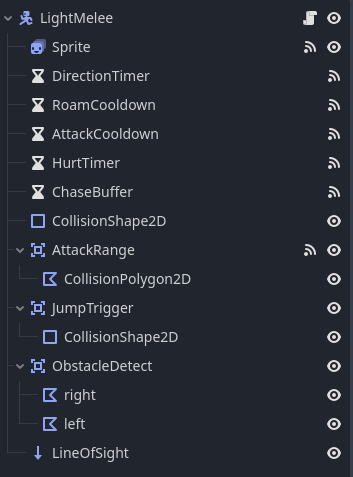 LightMelee
Sprite
DirectionTimer
RoamCooldown
AttackCooldown
HurtTimer
ChaseBuffer
CollisionShape2D
AttackRange
CollisionPolygon2D
JumpTrigger
CollisionShape2D
ObstacleDetect
right
left
LineOfSight